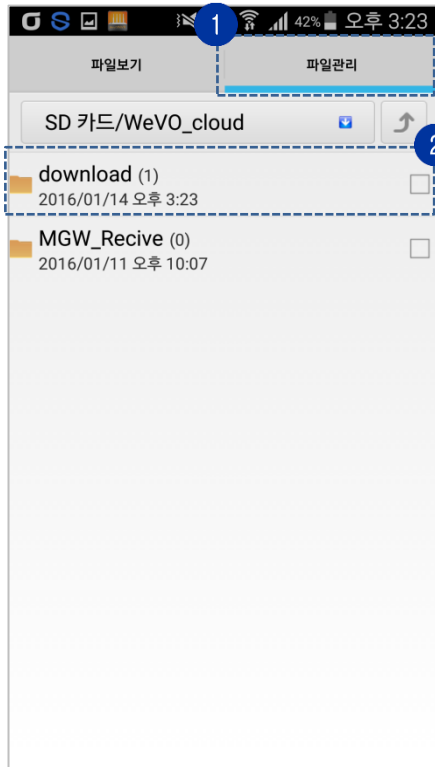 1
42% 오후 3:23
파일보기 파일관리
SD 카드/WeVO_cloud
2
download (1)
2016/01/14 오후 3:23
MGW_Recive (0)
2016/01/11 오후 10:07